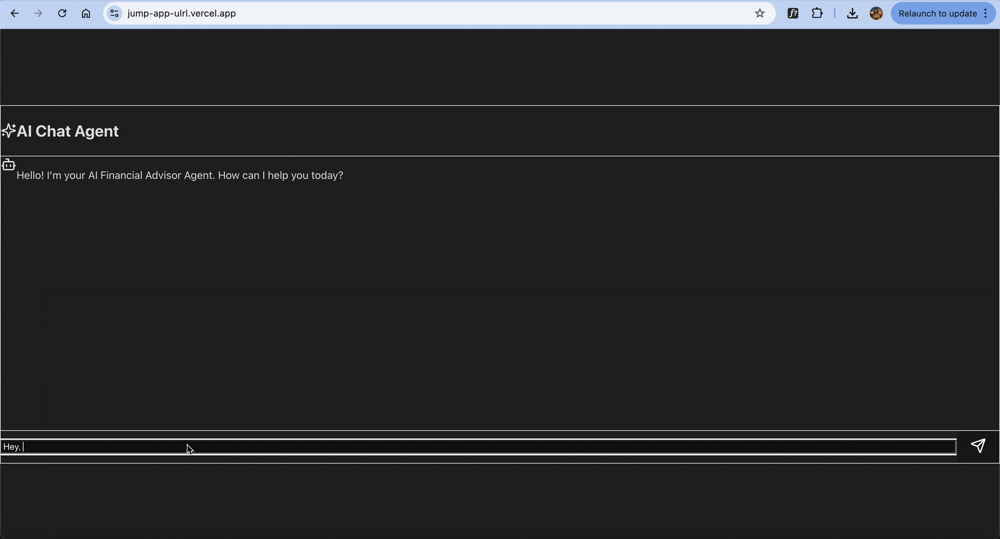 jump-app-ulrl.vercel.app
Relaunch to update
AI Chat Agent
Hello! I'm your AI Financial Advisor Agent. How can I help you today?
Hey.